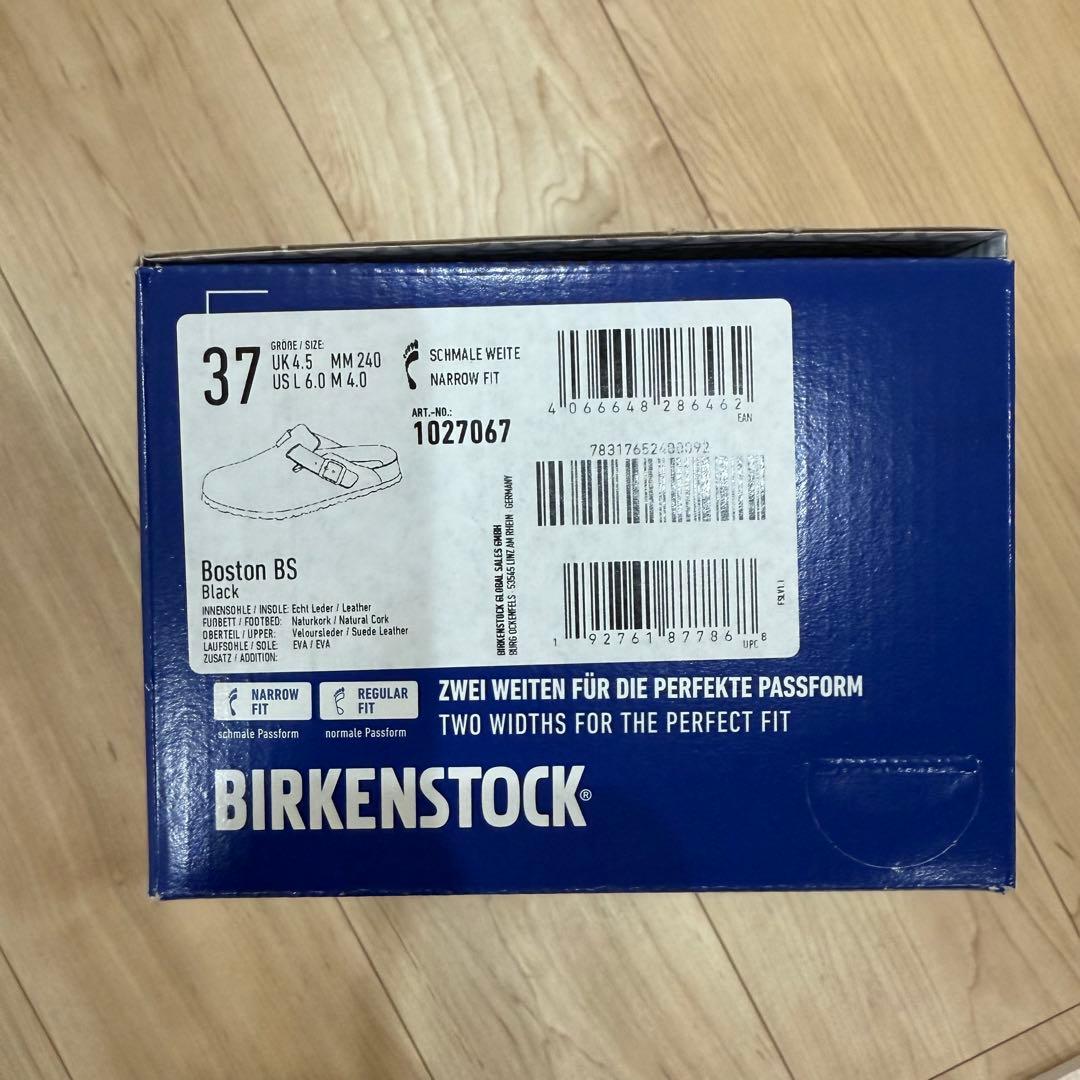 37
GRÖßE / SIZE:
UK 4.5 MM 240
US L 6.0 M 4.0
SCHMALE WEITE
NARROW FIT
ART.-NO.:
1027067
4 066648 286462
EAN
78317652400092
BIRKENSTOCK GLOBAL SALES GMBH
BURG OCKENFELS · 53545 LINZ AM RHEIN · GERMANY
1 92761 87786 8
UPC
FSLV1.1
Boston BS
Black
INNENSOHLE / INSOLE: Echt Leder / Leather
FUßBETT / FOOTBED: Naturkork / Natural Cork
OBERTEIL / UPPER: Veloursleder / Suede Leather
LAUFSOHLE / SOLE: EVA / EVA
ZUSATZ / ADDITION:
NARROW FIT
schmale Passform
REGULAR FIT
normale Passform
ZWEI WEITEN FÜR DIE PERFEKTE PASSFORM
TWO WIDTHS FOR THE PERFECT FIT
BIRKENSTOCK®